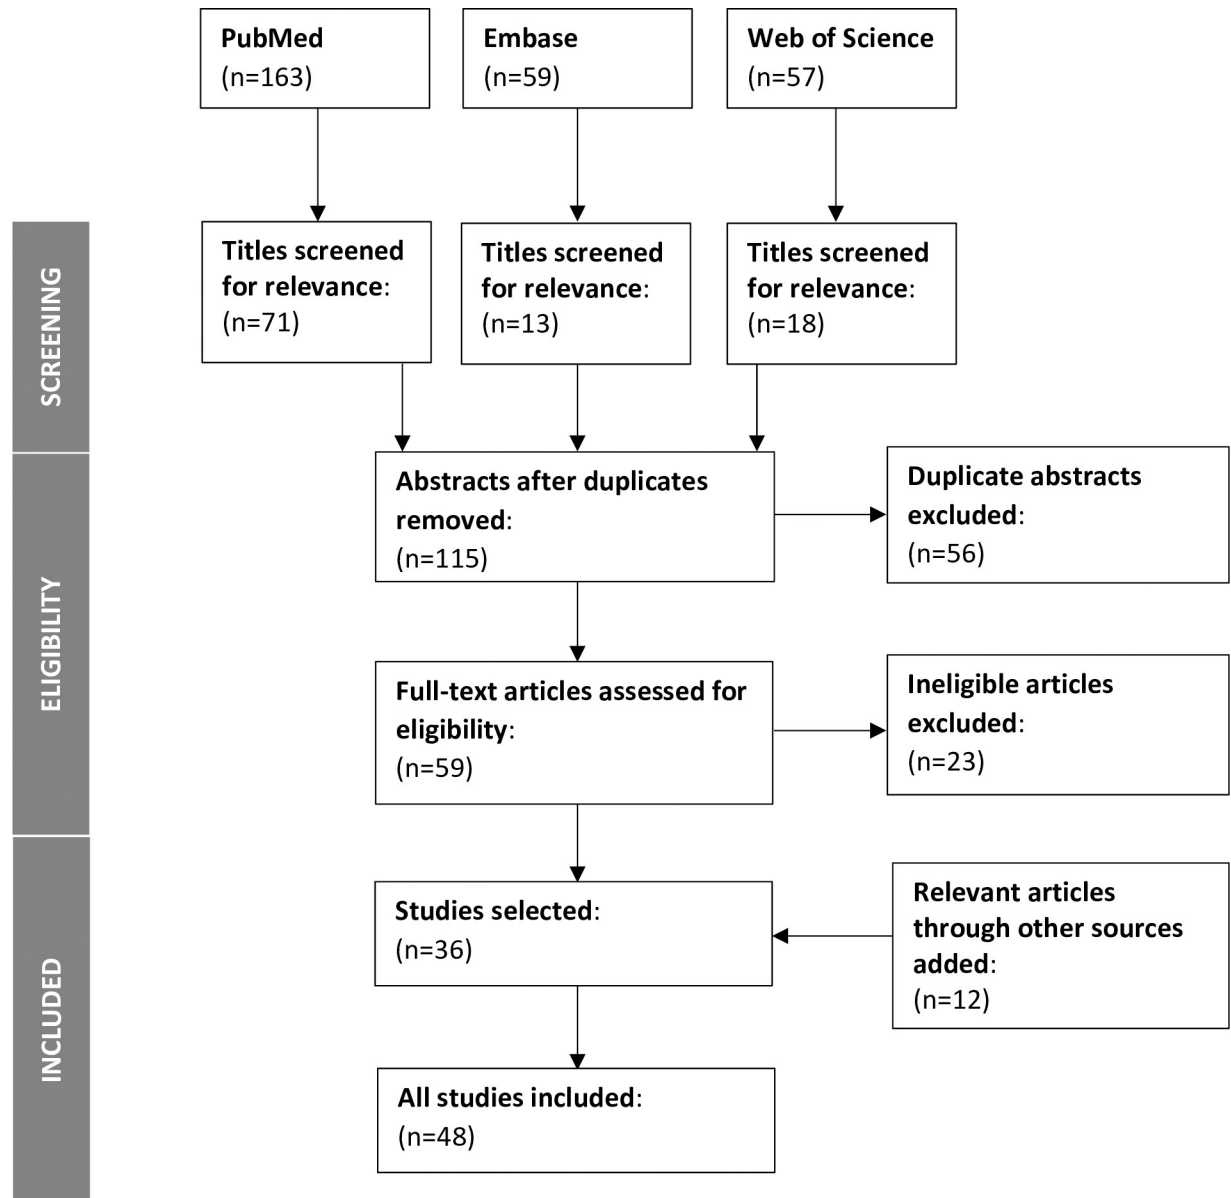 PubMed
(n=163)
Embase
(n=59)
Web of Science
(n=57)
SCREENING
Titles screened
for relevance:
(n=71)
Titles screened
for relevance:
(n=13)
Titles screened
for relevance:
(n=18)
ELIGIBILITY
Abstracts after duplicates
removed:
(n=115)
Duplicate abstracts
excluded:
(n=56)
Full-text articles assessed for
eligibility:
(n=59)
Ineligible articles
excluded:
(n=23)
INCLUDED
Studies selected:
(n=36)
Relevant articles
through other sources
added:
(n=12)
All studies included:
(n=48)